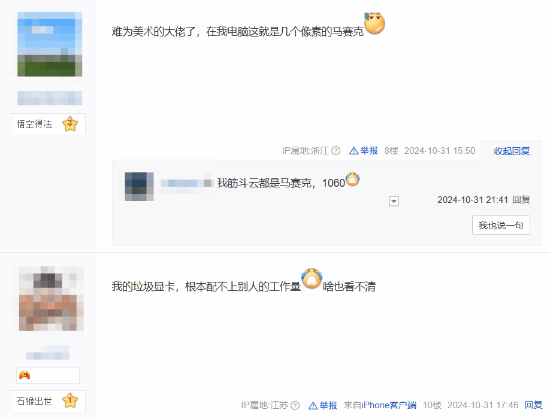 难为美术的大佬了，在我电脑这就是几个像素的马赛克
悟空得法 3
IP属地:浙江 举报 8楼 2024-10-31 15:50 收起回复
我筋斗云都是马赛克，1060
2024-10-31 21:41 回复
我也说一句
我的垃圾显卡，根本配不上别人的工作量啥也看不清
石猴出世 1
IP属地:江苏 举报 来自iPhone客户端 10楼 2024-10-31 17:46 回复